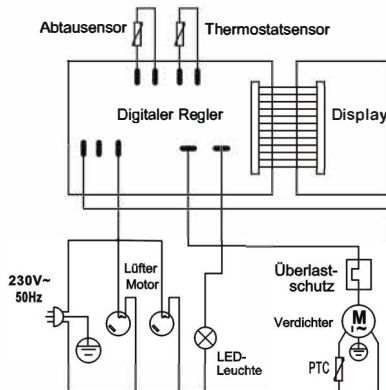 Abtausensor
Thermostatsensor
Digitaler Regler
Display
230V~
50Hz
Lüfter
Motor
LED-
Leuchte
Überlast-
schutz
Verdichter
M
1~
PTC